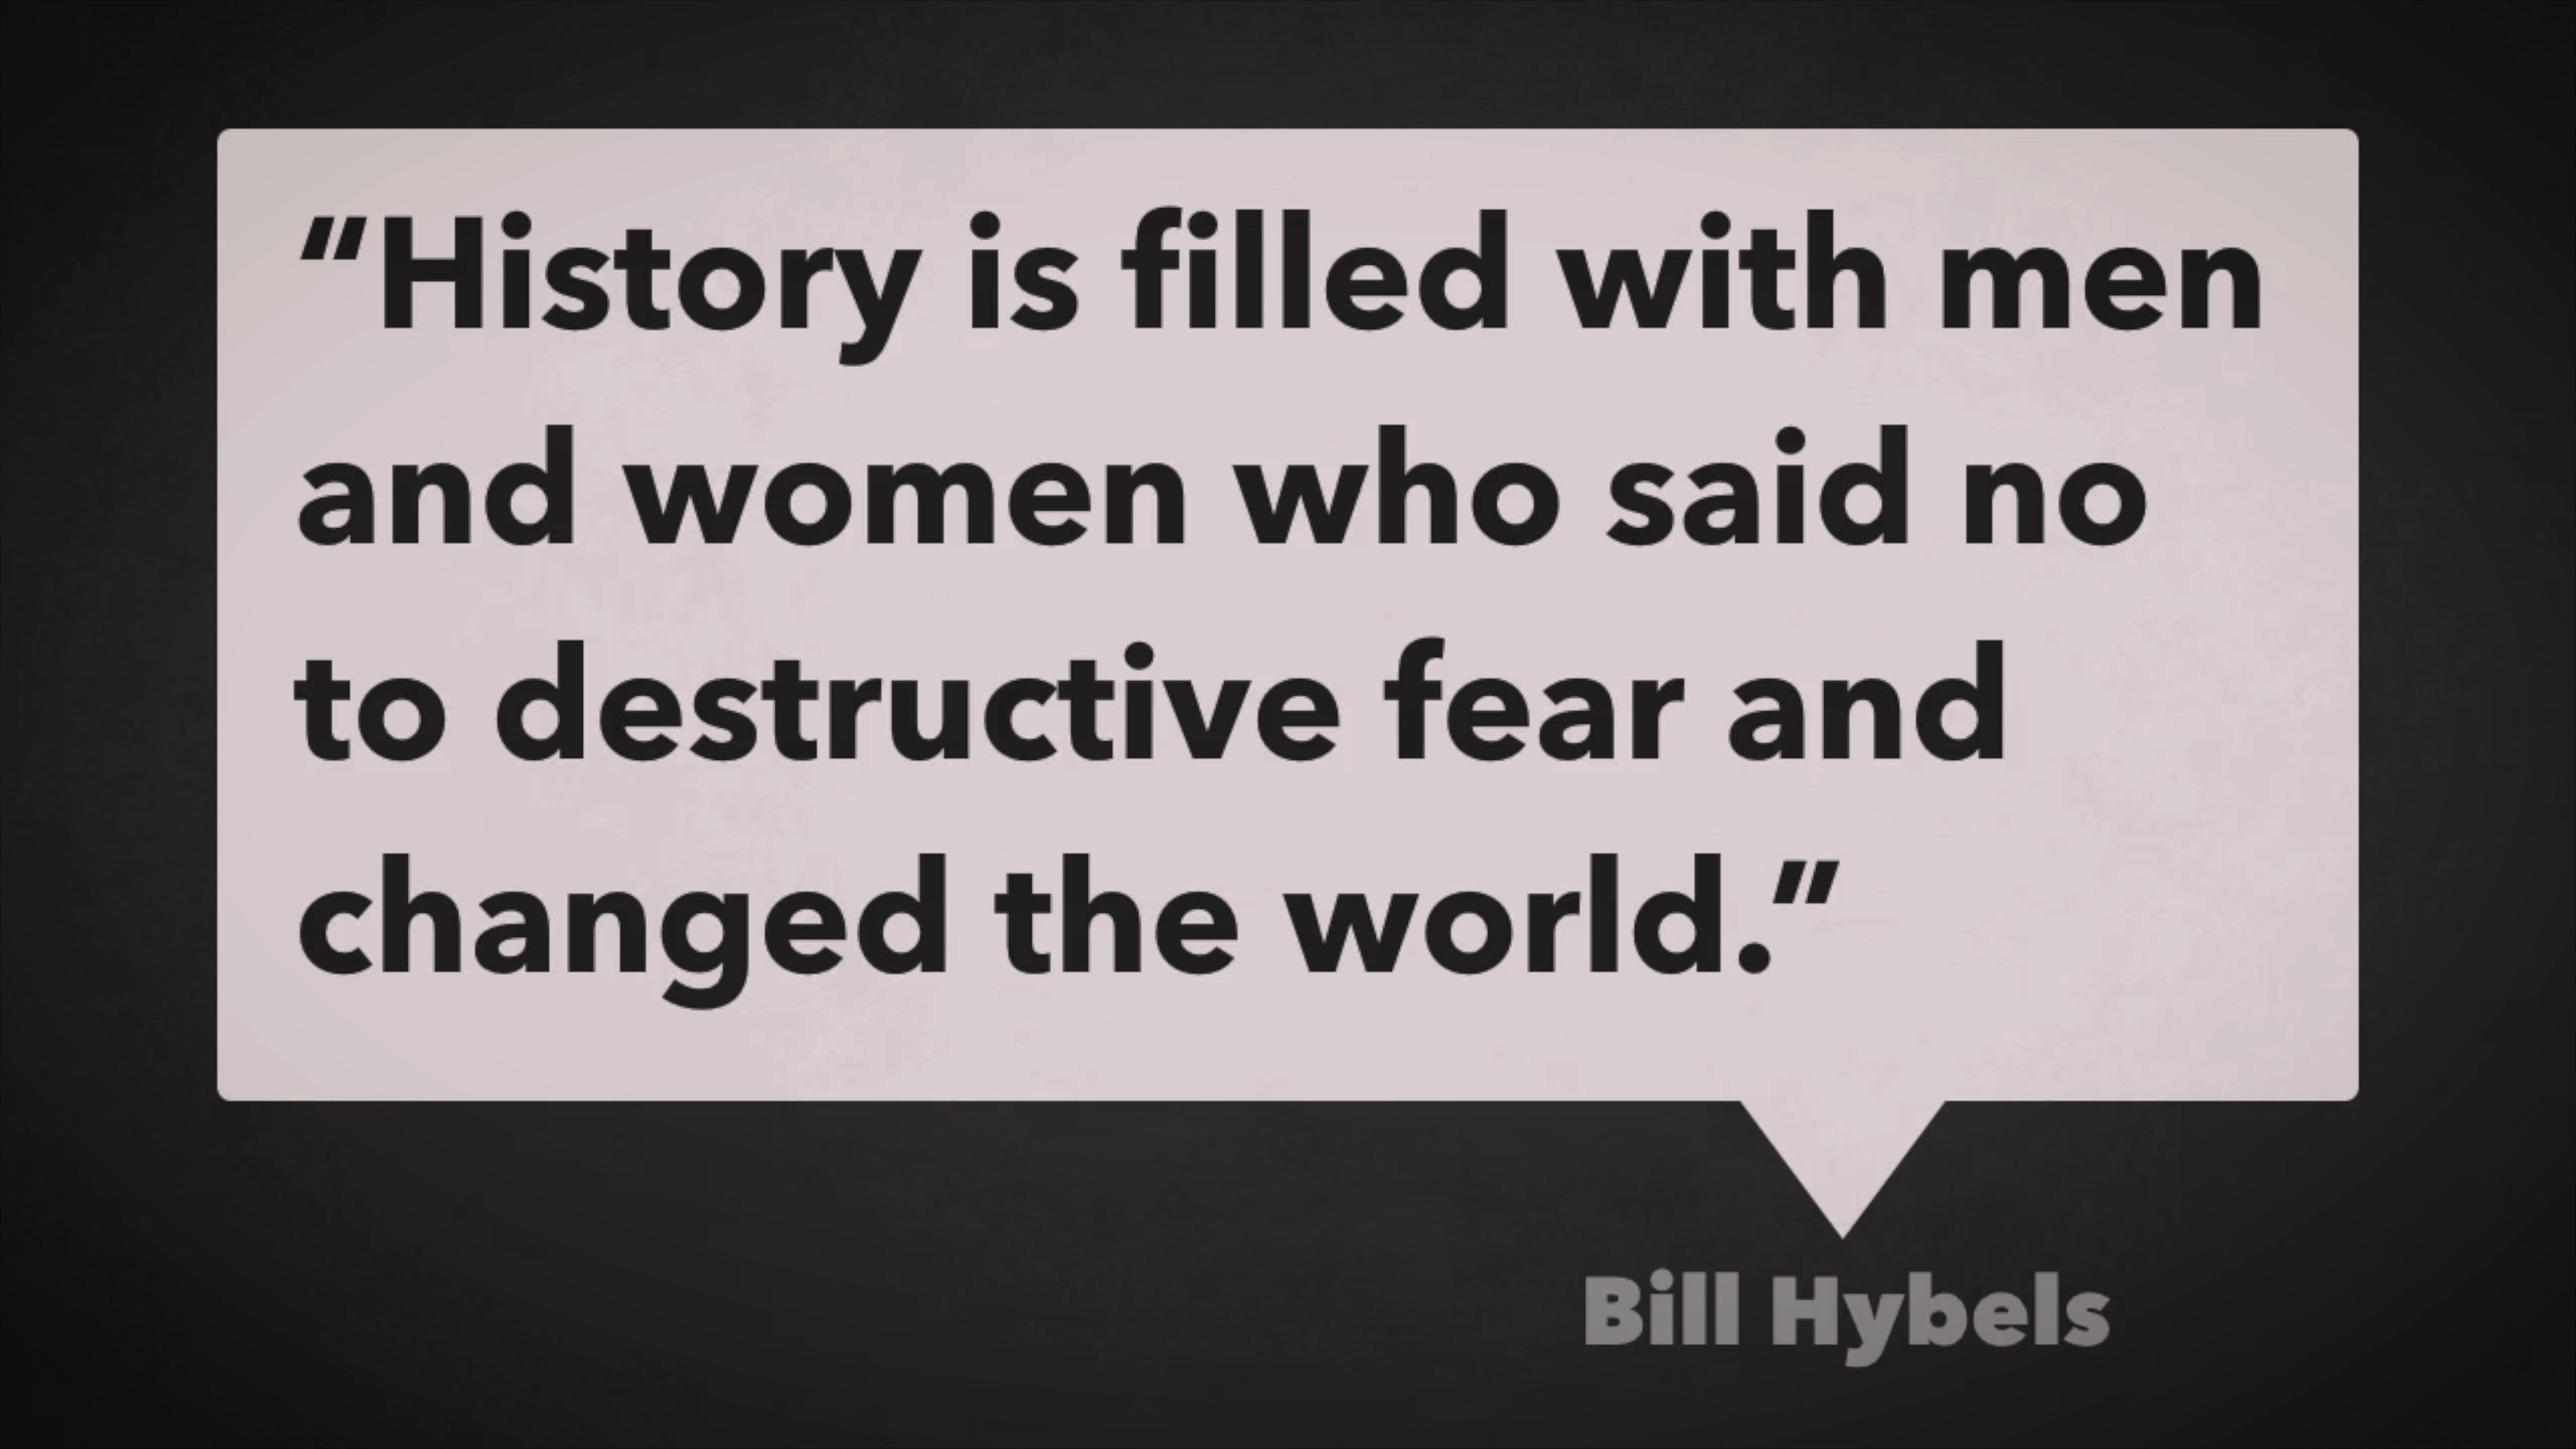 “History is filled with men
and women who said no
to destructive fear and
changed the world.”
Bill Hybels